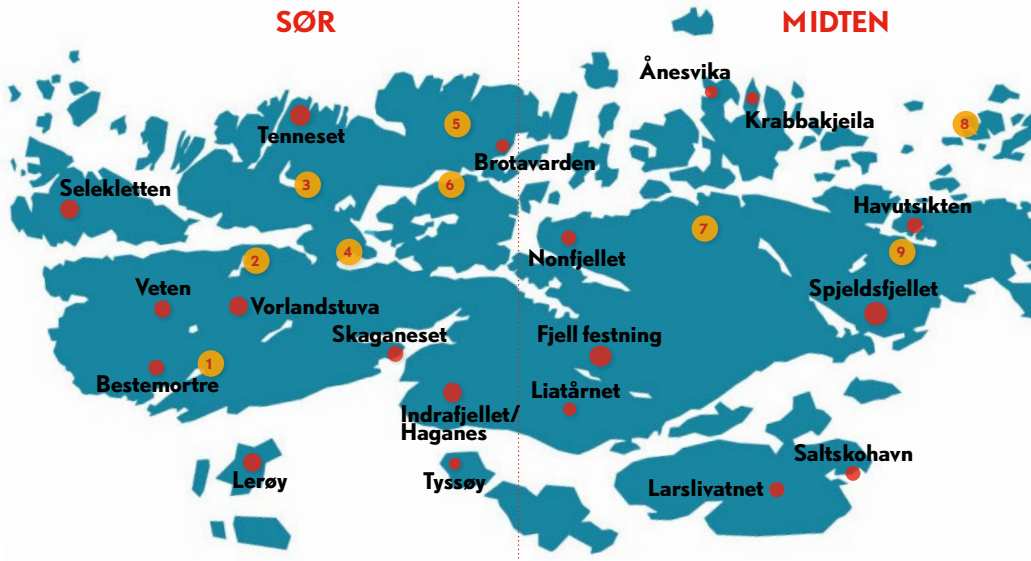 SØR
MIDTEN
Ånesvika
Krabbakjeila
8
Tenneset
5
Brotavarden
Selekletten
3
6
Havutsikten
7
2
4
Nonfjellet
9
Veten
Vorlandstuva
Spjeldsfjellet
Skaganeset
Fjell festning
1
Bestemortre
Liatårnet
Indrafjellet/
Haganes
Saltskohavn
Lerøy
Tyssøy
Larslivatnet